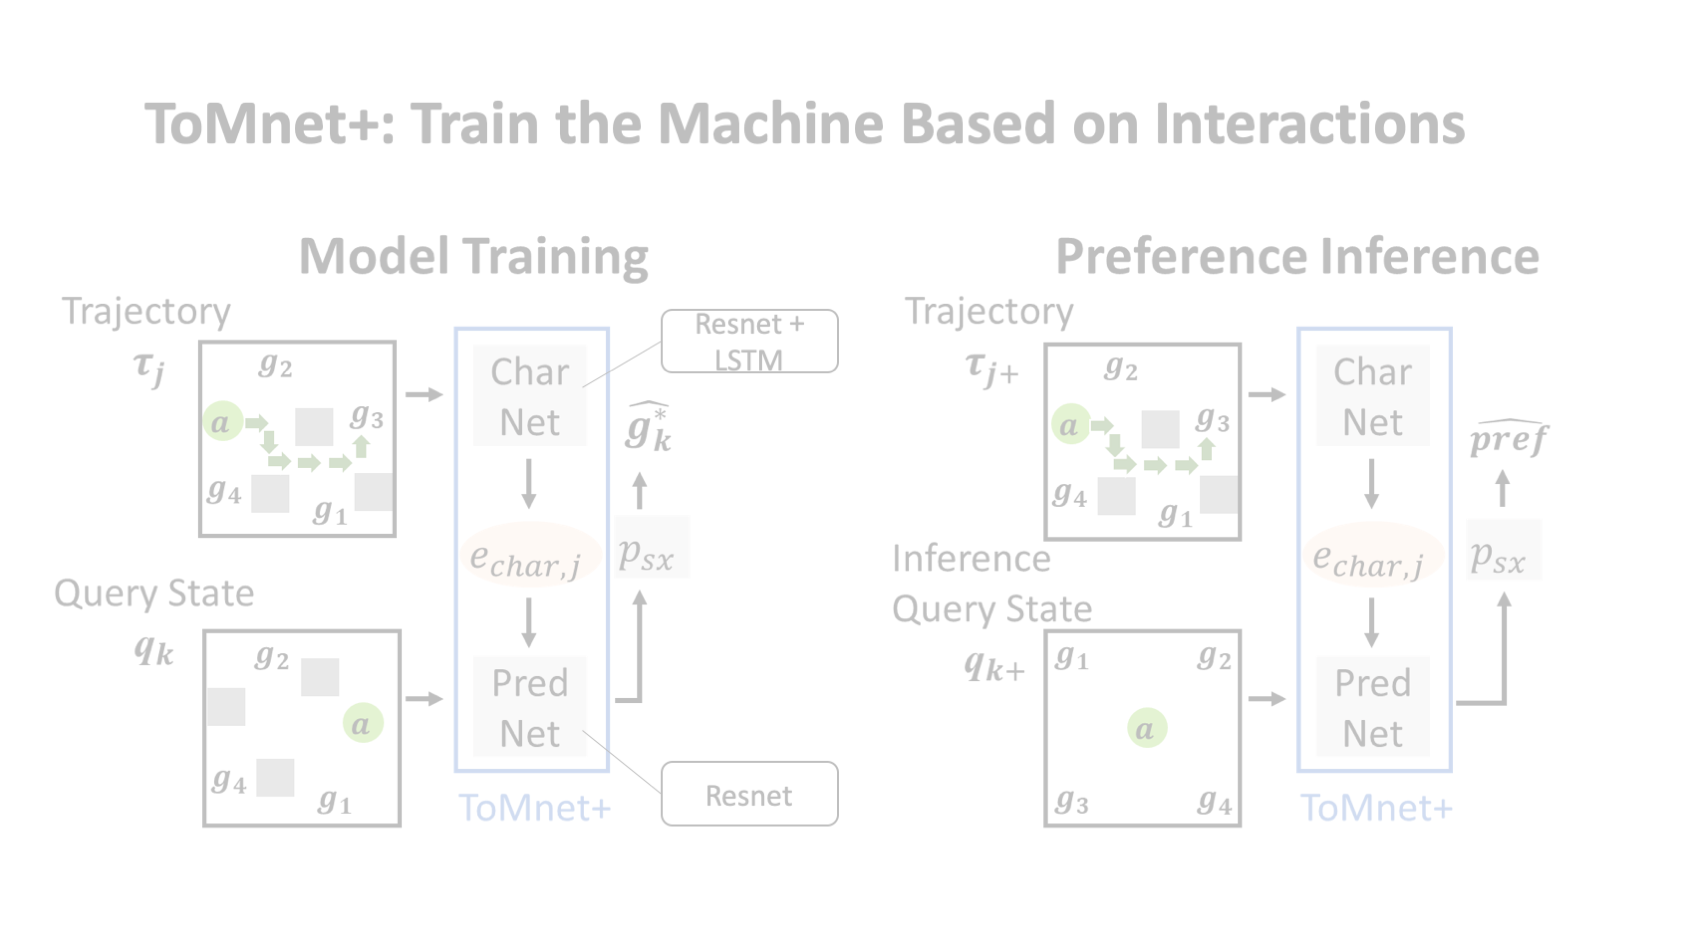 ToMnet+: Train the Machine Based on Interactions
Model Training
Trajectory
τ_j
g_2
a
g_3
g_4
g_1
Query State
q_k
g_2
a
g_4
g_1
Char
Net
e_{char,j}
Pred
Net
ToMnet+
Resnet +
LSTM
\widehat{g_k^*}
p_{sx}
Resnet
Preference Inference
Trajectory
τ_{j+}
g_2
a
g_3
g_4
g_1
Inference
Query State
q_{k+}
g_1
g_2
a
g_3
g_4
Char
Net
e_{char,j}
Pred
Net
ToMnet+
\widehat{pref}
p_{sx}